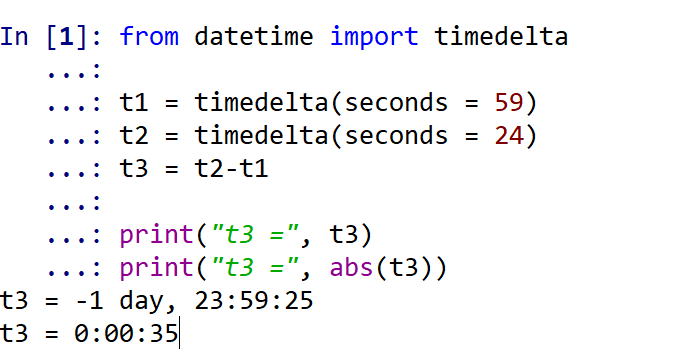 In [1]: from datetime import timedelta
   ...:
   ...: t1 = timedelta(seconds = 59)
   ...: t2 = timedelta(seconds = 24)
   ...: t3 = t2-t1
   ...:
   ...: print("t3 =", t3)
   ...: print("t3 =", abs(t3))
t3 = -1 day, 23:59:25
t3 = 0:00:35